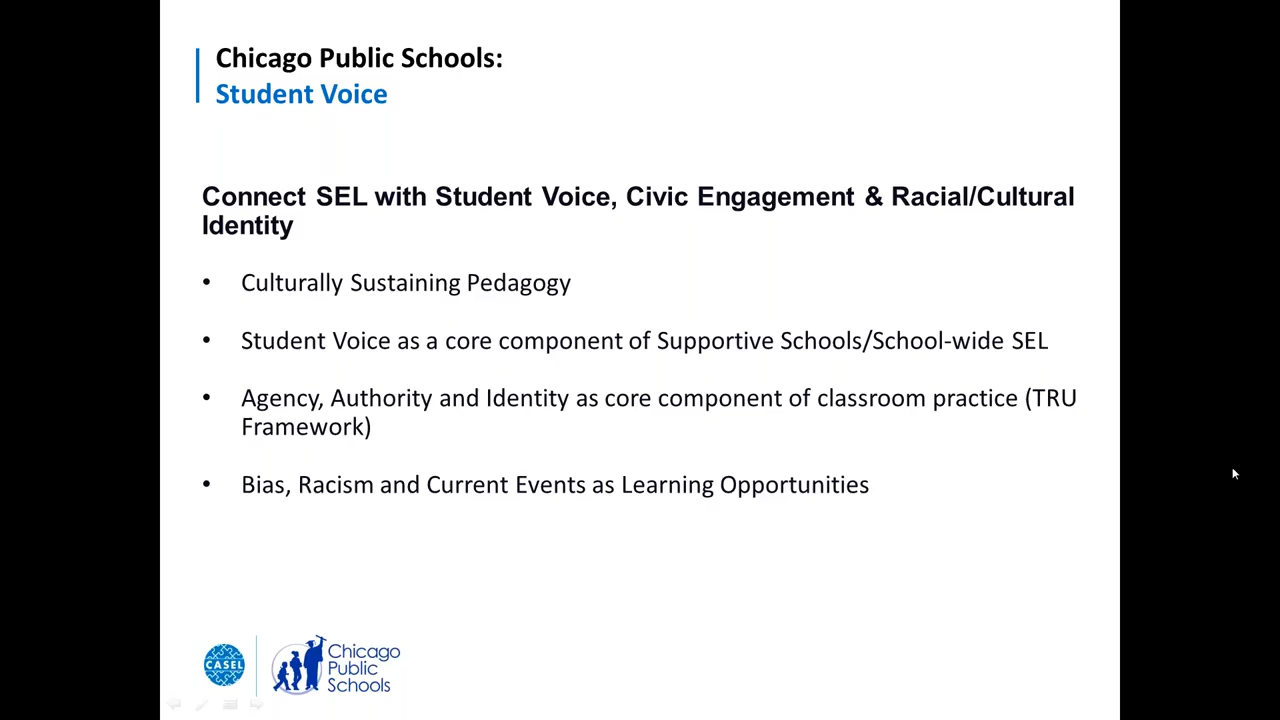 Chicago Public Schools:
Student Voice
Connect SEL with Student Voice, Civic Engagement & Racial/Cultural
Identity
• Culturally Sustaining Pedagogy
• Student Voice as a core component of Supportive Schools/School-wide SEL
• Agency, Authority and Identity as core component of classroom practice (TRU
Framework)
• Bias, Racism and Current Events as Learning Opportunities
CASEL
Chicago
Public
Schools